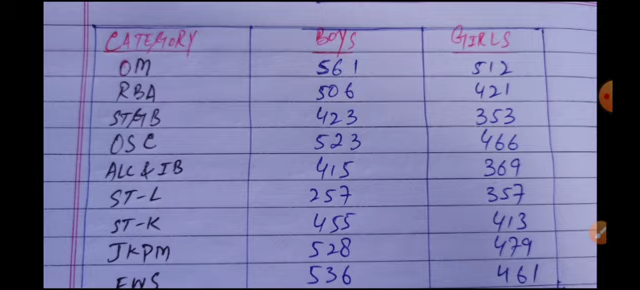 CATEGORY BOYS GIRLS
OM 561 512
RBA 506 421
STGB 423 353
OSC 523 466
ALC & IB 415 369
ST-L 257 357
ST-K 455 413
JKPM 528 479
EWS 536 461